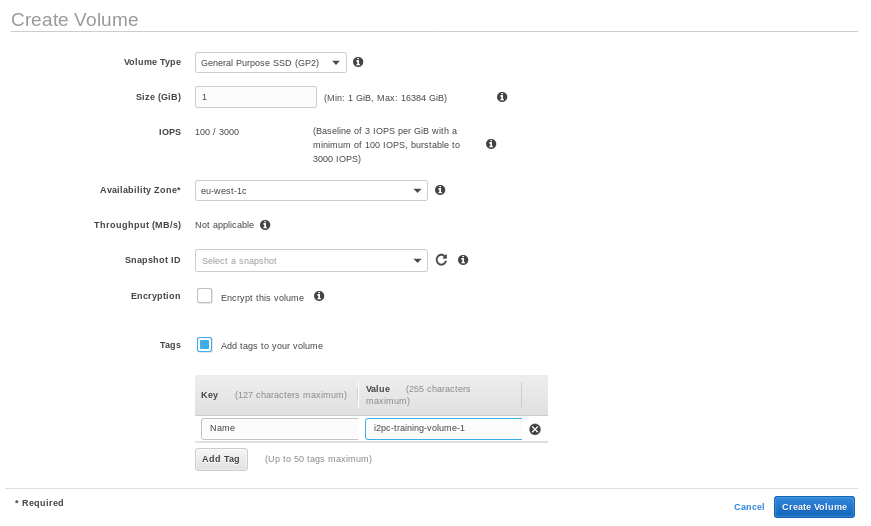 Create Volume
Volume Type General Purpose SSD (GP2)
Size (GiB) 1 (Min: 1 GiB, Max: 16384 GiB)
IOPS 100 / 3000 (Baseline of 3 IOPS per GiB with a
minimum of 100 IOPS, burstable to
3000 IOPS)
Availability Zone* eu-west-1c
Throughput (MB/s) Not applicable
Snapshot ID Select a snapshot
Encryption Encrypt this volume
Tags Add tags to your volume
Key (127 characters maximum) Value (255 characters
maximum)
Name i2pc-training-volume-1
Add Tag (Up to 50 tags maximum)
* Required
Cancel Create Volume